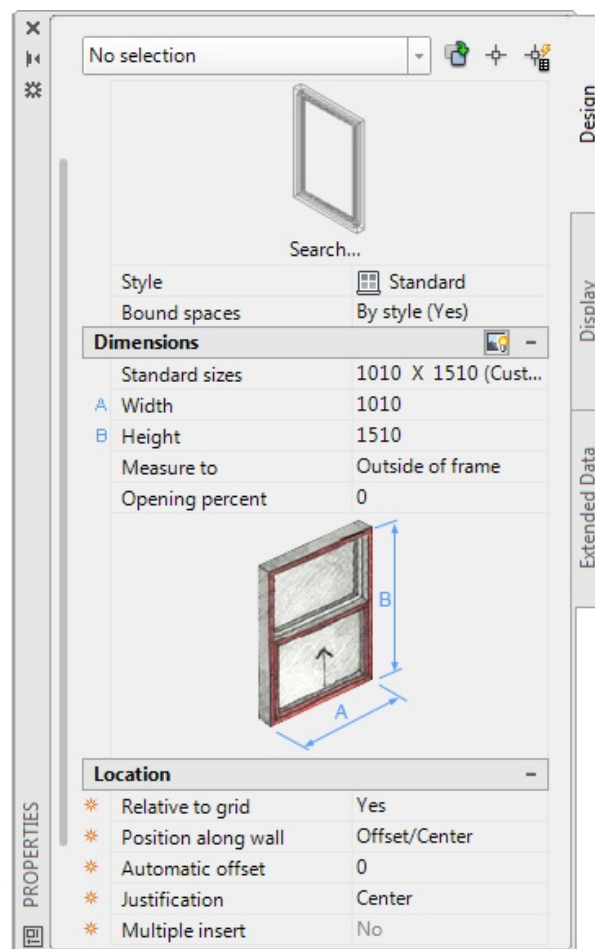 No selection
Search...
Style Standard
Bound spaces By style (Yes)
Dimensions
Standard sizes 1010 X 1510 (Cust...
A Width 1010
B Height 1510
Measure to Outside of frame
Opening percent 0
B
A
Location
Relative to grid Yes
Position along wall Offset/Center
Automatic offset 0
Justification Center
Multiple insert No
PROPERTIES
Design
Display
Extended Data